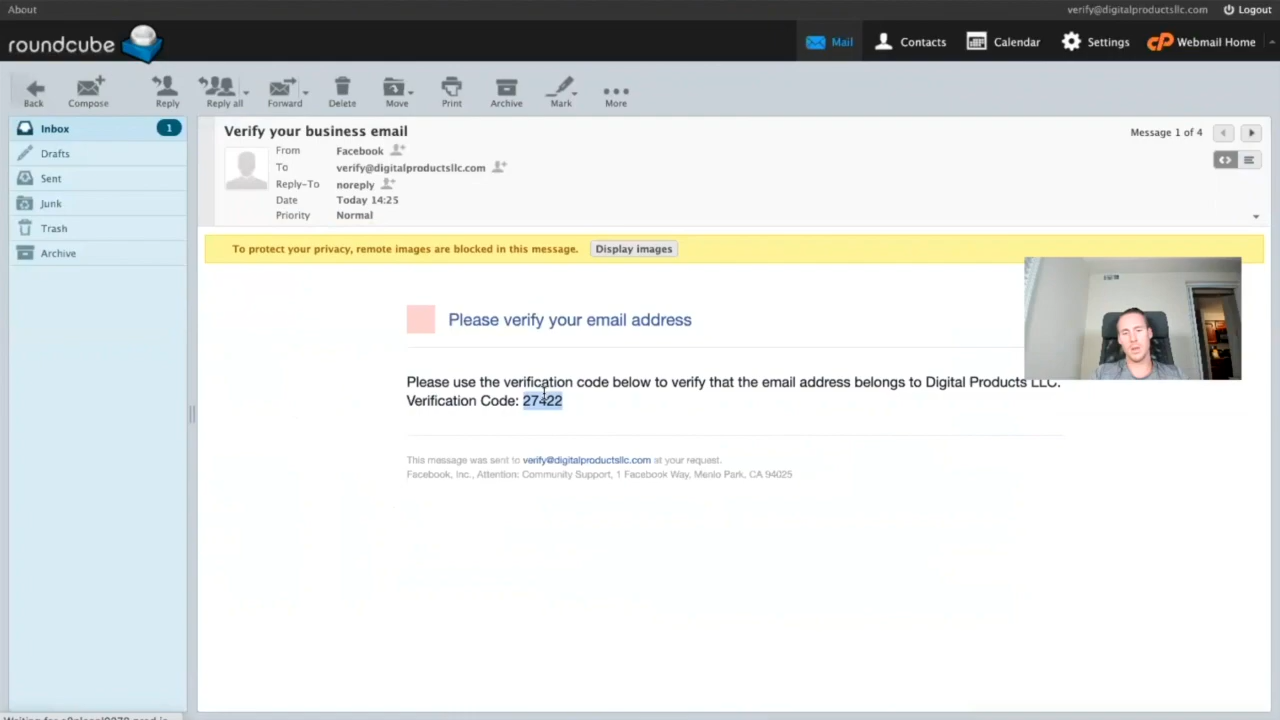 About
verify@digitalproductsllc.com
Logout
roundcube
Mail
Contacts
Calendar
Settings
cP Webmail Home
Back
Compose
Reply
Reply all
Forward
Delete
Move
Print
Archive
Mark
More
Inbox
1
Drafts
Sent
Junk
Trash
Archive
Verify your business email
Message 1 of 4
From Facebook
To verify@digitalproductsllc.com
Reply-To noreply
Date Today 14:25
Priority Normal
To protect your privacy, remote images are blocked in this message.
Display images
Please verify your email address
Please use the verification code below to verify that the email address belongs to Digital Products LLC.
Verification Code: 27422
This message was sent to verify@digitalproductsllc.com at your request.
Facebook, Inc., Attention: Community Support, 1 Facebook Way, Menlo Park, CA 94025